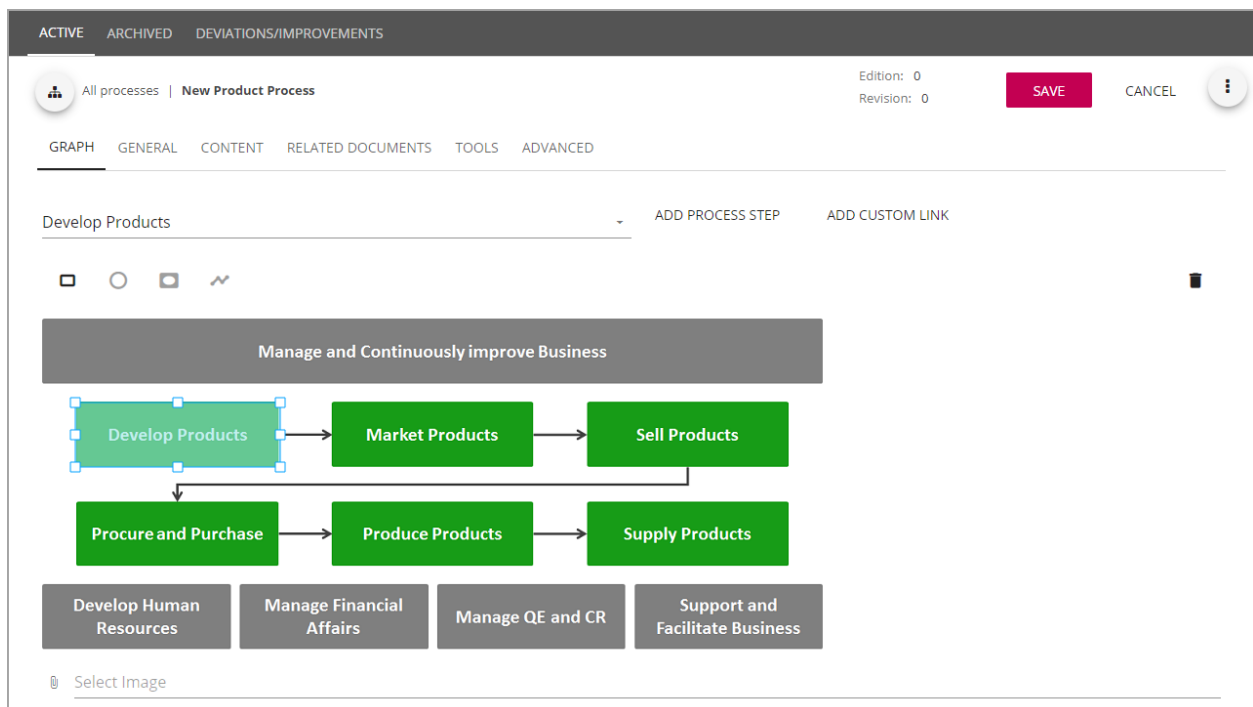 ACTIVE ARCHIVED DEVIATIONS/IMPROVEMENTS
All processes | New Product Process
Edition: 0
Revision: 0
SAVE CANCEL
GRAPH GENERAL CONTENT RELATED DOCUMENTS TOOLS ADVANCED
Develop Products
ADD PROCESS STEP ADD CUSTOM LINK
Manage and Continuously improve Business
Develop Products
Market Products
Sell Products
Procure and Purchase
Produce Products
Supply Products
Develop Human
Resources
Manage Financial
Affairs
Manage QE and CR
Support and
Facilitate Business
Select Image